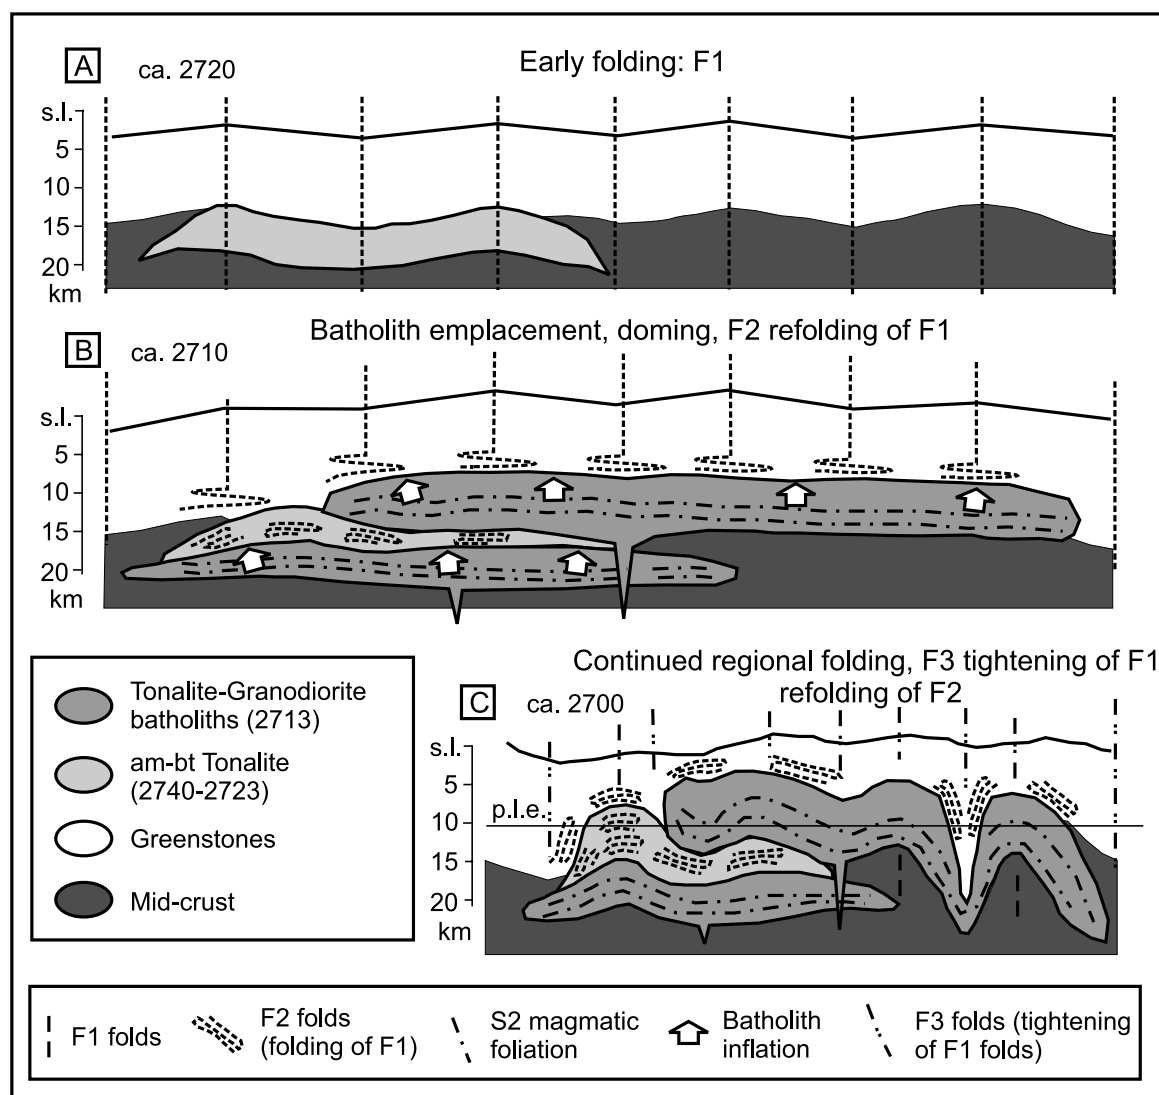 A
ca. 2720
Early folding: F1
s.l.
5
10
15
20
km
B
ca. 2710
Batholith emplacement, doming, F2 refolding of F1
s.l.
5
10
15
20
km
Tonalite-Granodiorite
batholiths (2713)
am-bt Tonalite
(2740-2723)
Greenstones
Mid-crust
Continued regional folding, F3 tightening of F1
refolding of F2
C
ca. 2700
s.l.
5
p.l.e.
10
15
20
km
F1 folds
F2 folds
(folding of F1)
S2 magmatic
foliation
Batholith
inflation
F3 folds (tightening
of F1 folds)